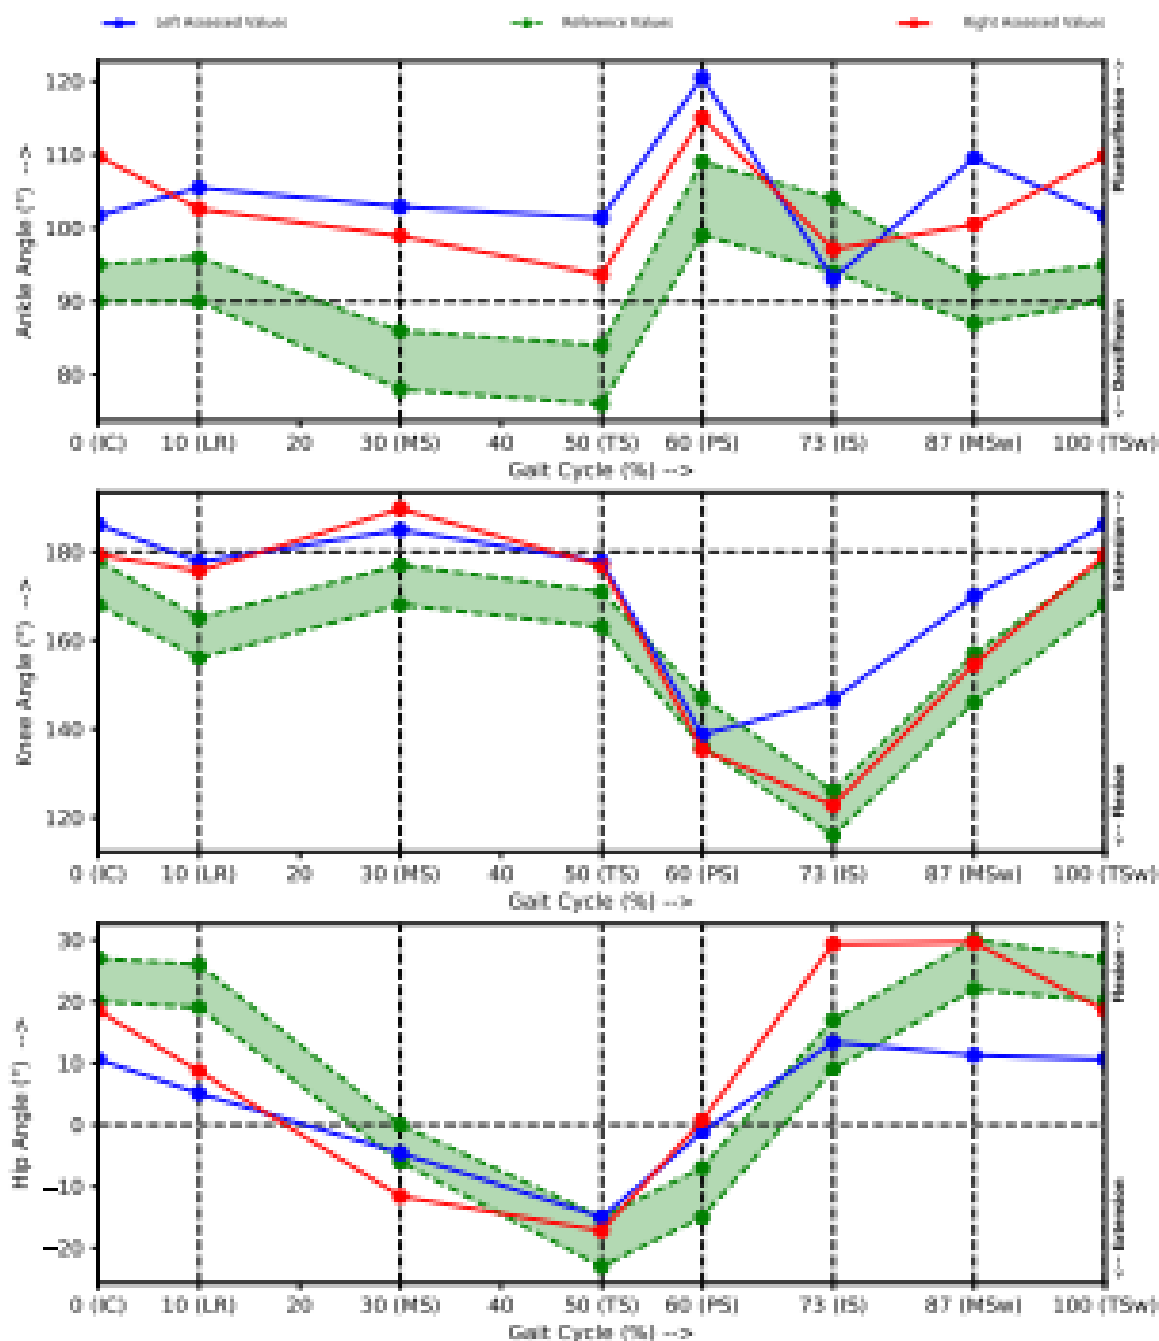 Left Assessed Values Reference Values Right Assessed Values
120
110
100
90
80
Ankle Angle (°) -->
Plantarflexion -->
<-- Dorsiflexion
0 (IC) 10 (LR) 20 30 (MS) 40 50 (TS) 60 (PS) 73 (IS) 87 (MSw) 100 (TSw)
Gait Cycle (%) -->
180
160
140
120
Knee Angle (°) -->
Extension -->
<-- Flexion
0 (IC) 10 (LR) 20 30 (MS) 40 50 (TS) 60 (PS) 73 (IS) 87 (MSw) 100 (TSw)
Gait Cycle (%) -->
30
20
10
0
−10
−20
Hip Angle (°) -->
Flexion -->
<-- Extension
0 (IC) 10 (LR) 20 30 (MS) 40 50 (TS) 60 (PS) 73 (IS) 87 (MSw) 100 (TSw)
Gait Cycle (%) -->